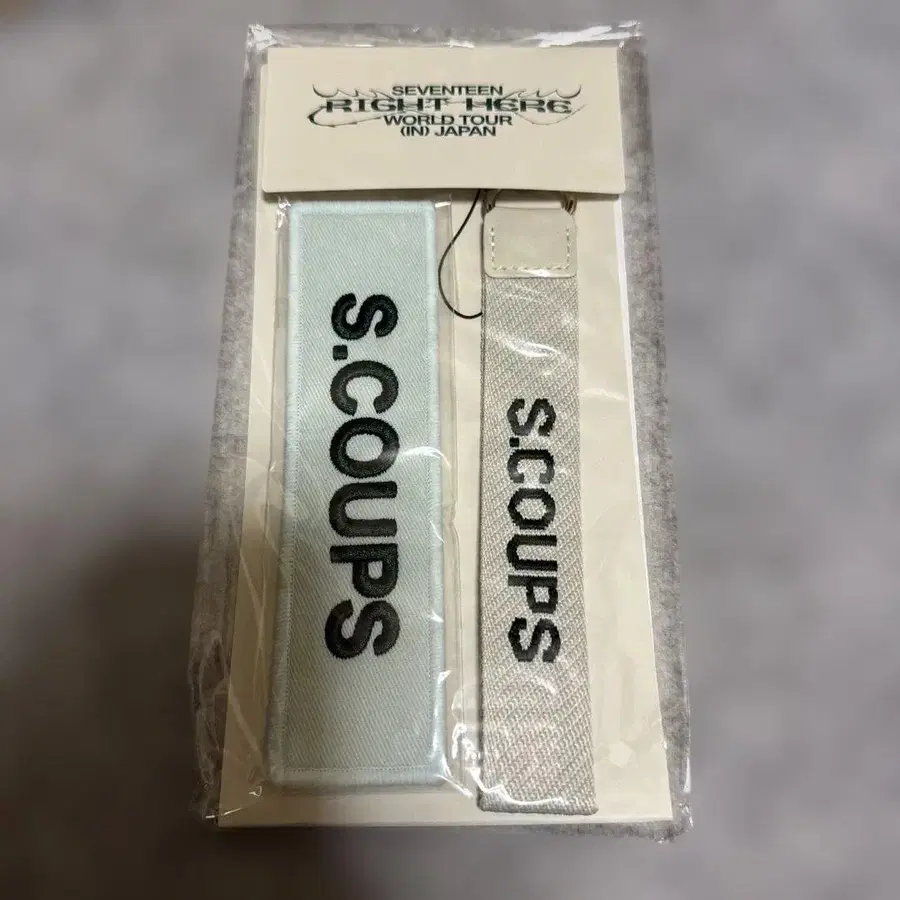 SEVENTEEN
RIGHT HERE
WORLD TOUR
(IN) JAPAN
S.COUPS
S.COUPS